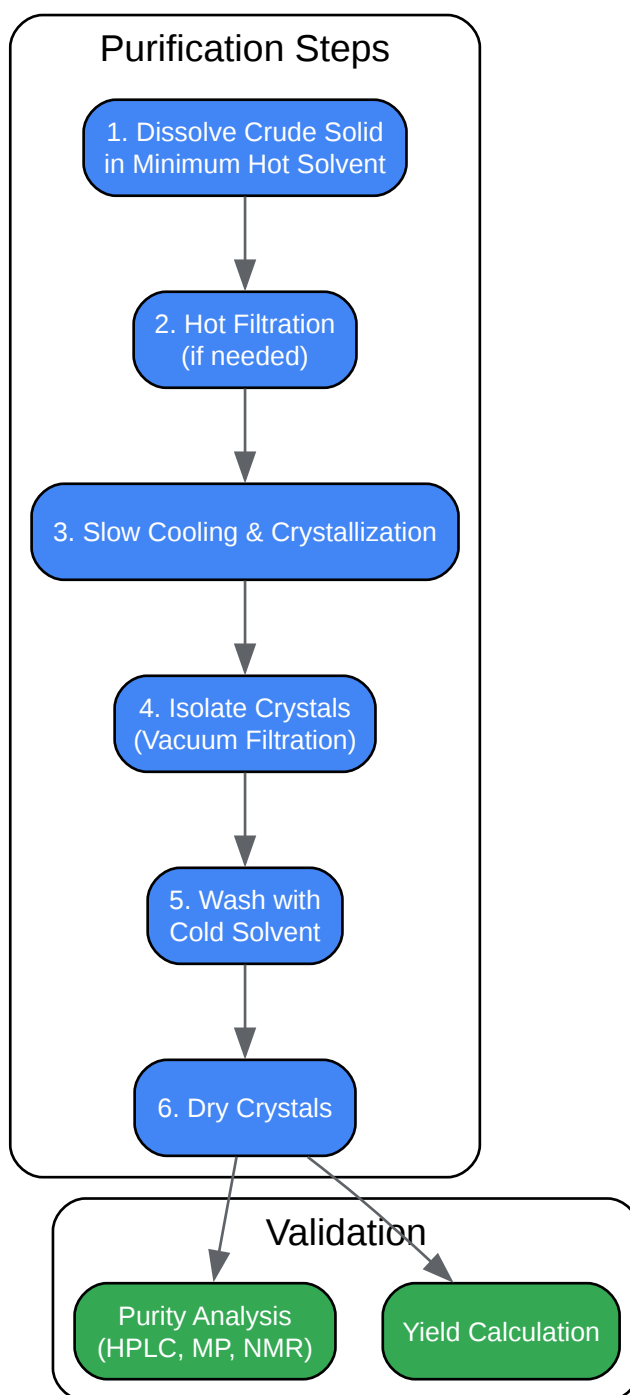 Purification Steps
1. Dissolve Crude Solid
in Minimum Hot Solvent
2. Hot Filtration
(if needed)
3. Slow Cooling & Crystallization
4. Isolate Crystals
(Vacuum Filtration)
5. Wash with
Cold Solvent
6. Dry Crystals
Validation
Purity Analysis
(HPLC, MP, NMR)
Yield Calculation